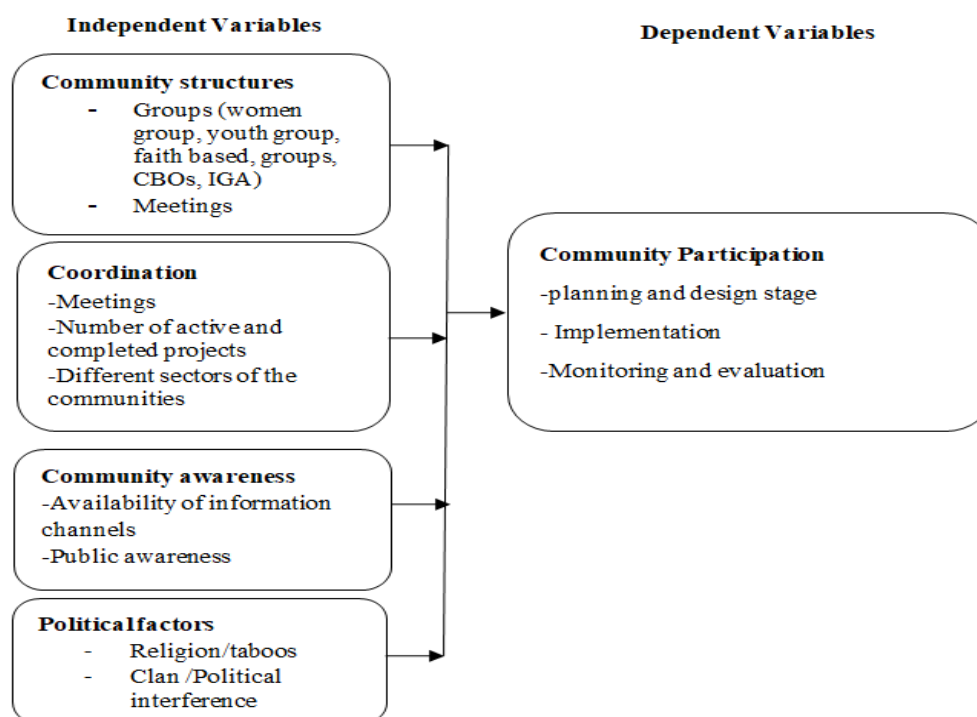 Independent Variables
Dependent Variables
Community structures
- Groups (women
group, youth group,
faith based, groups,
CBOs, IGA)
- Meetings
Coordination
-Meetings
-Number of active and
completed projects
-Different sectors of the
communities
Community awareness
-Availability of information
channels
-Public awareness
Political factors
- Religion/taboos
- Clan /Political
interference
Community Participation
-planning and design stage
- Implementation
-Monitoring and evaluation